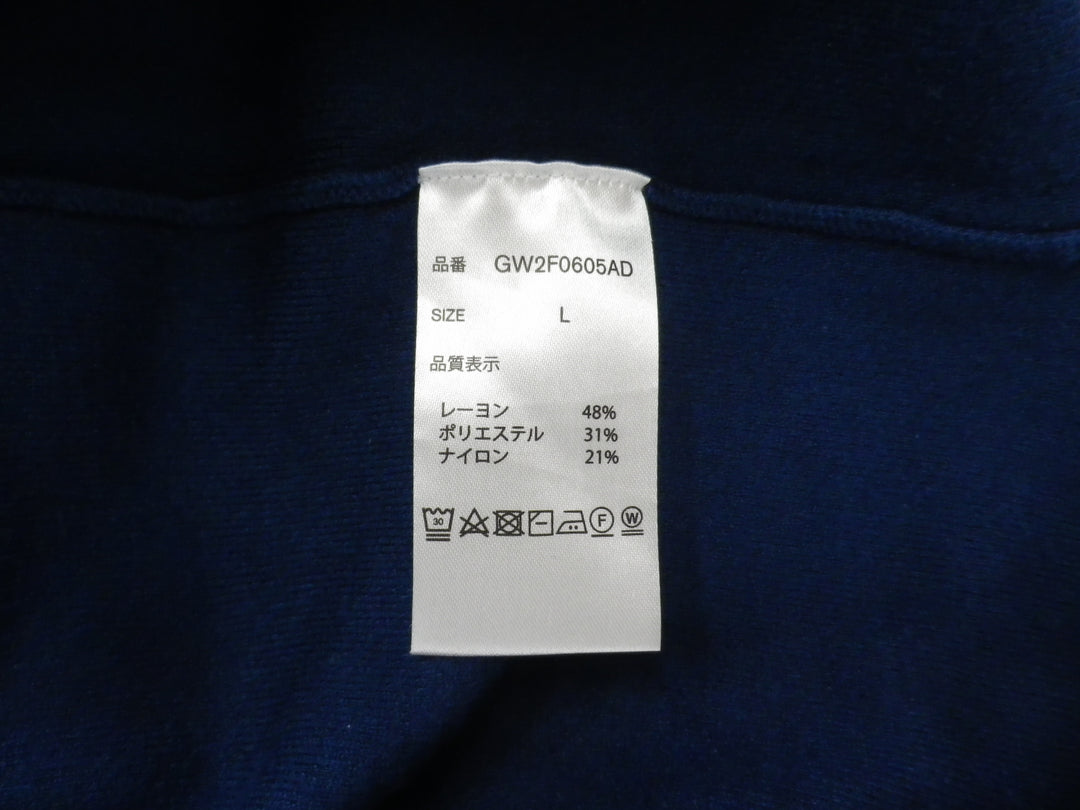 品番 GW2F0605AD
SIZE L
品質表示
レーヨン 48%
ポリエステル 31%
ナイロン 21%
30 F W